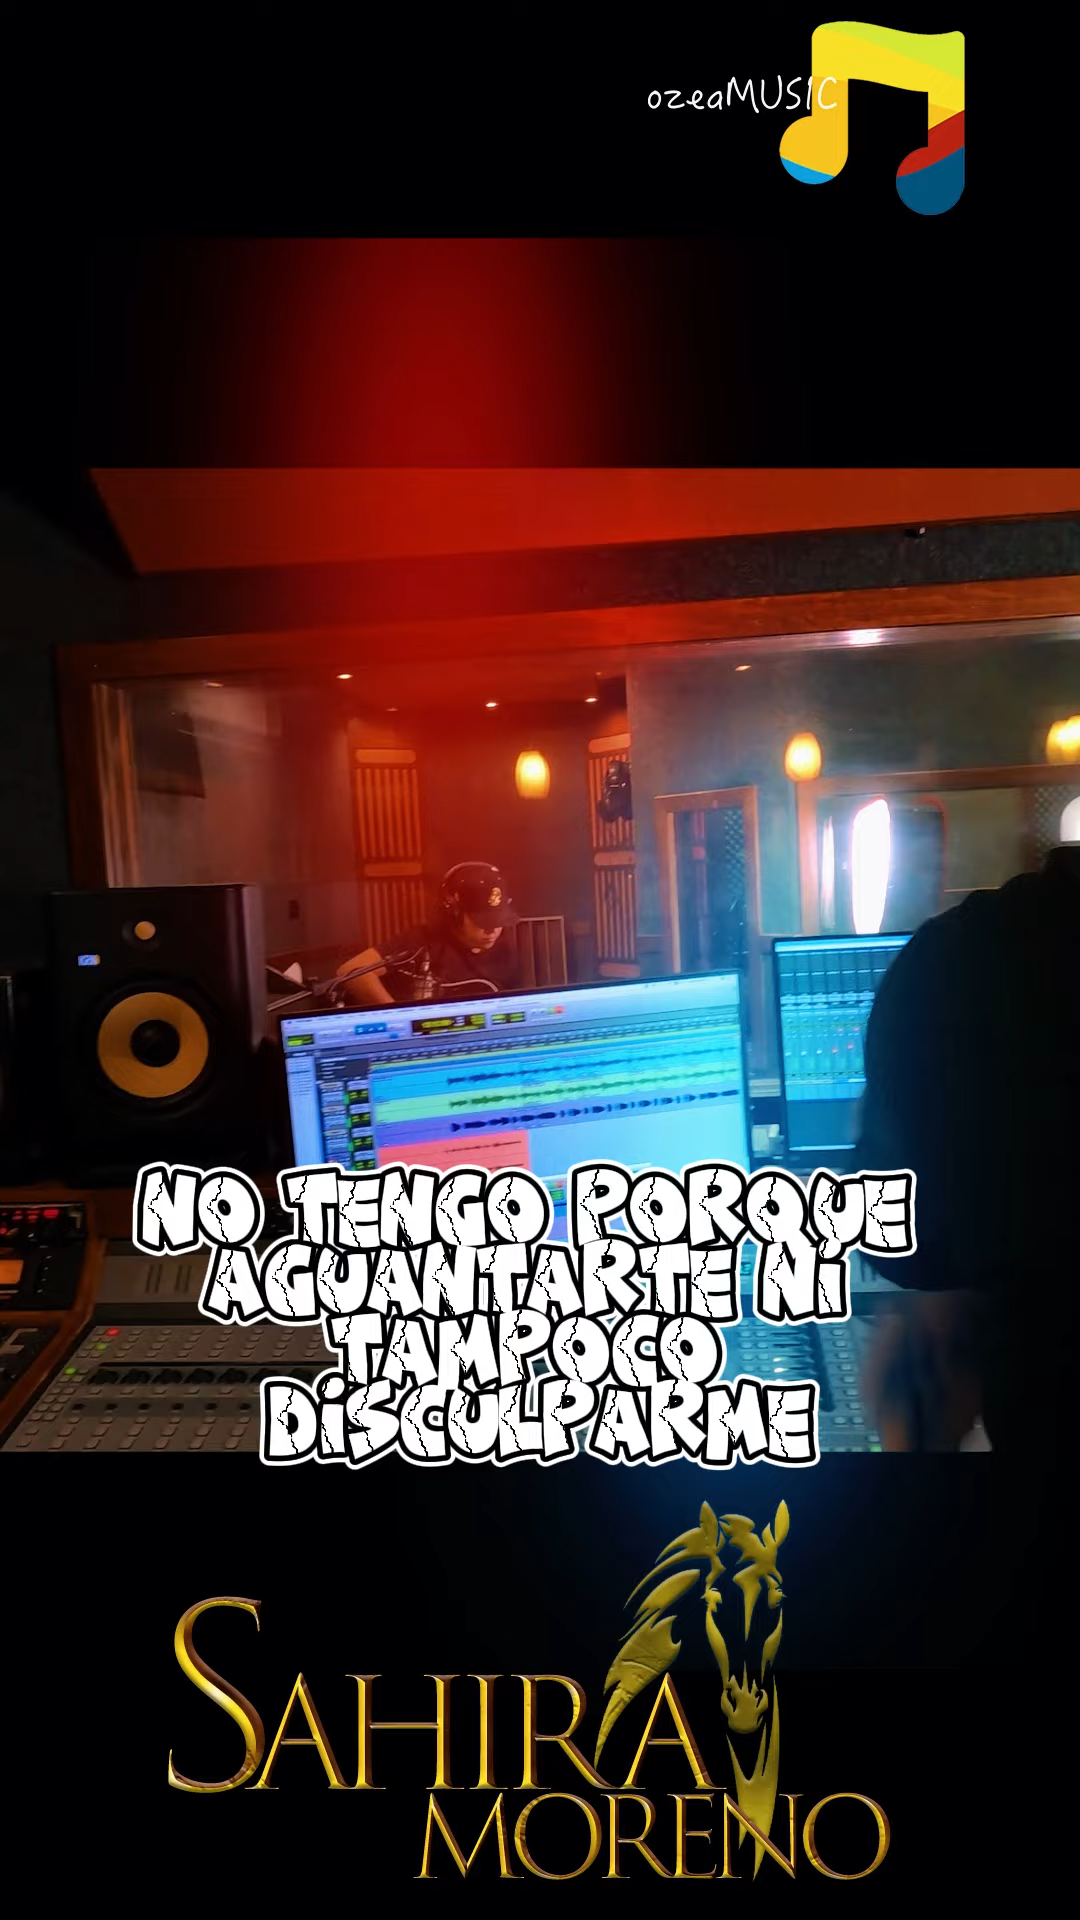 ozeaMUSIC
NO TENGO PORQUE
AGUANTARTE Ni
TAMPOCO
DiSCULPARME
SAHIRA
MORENO